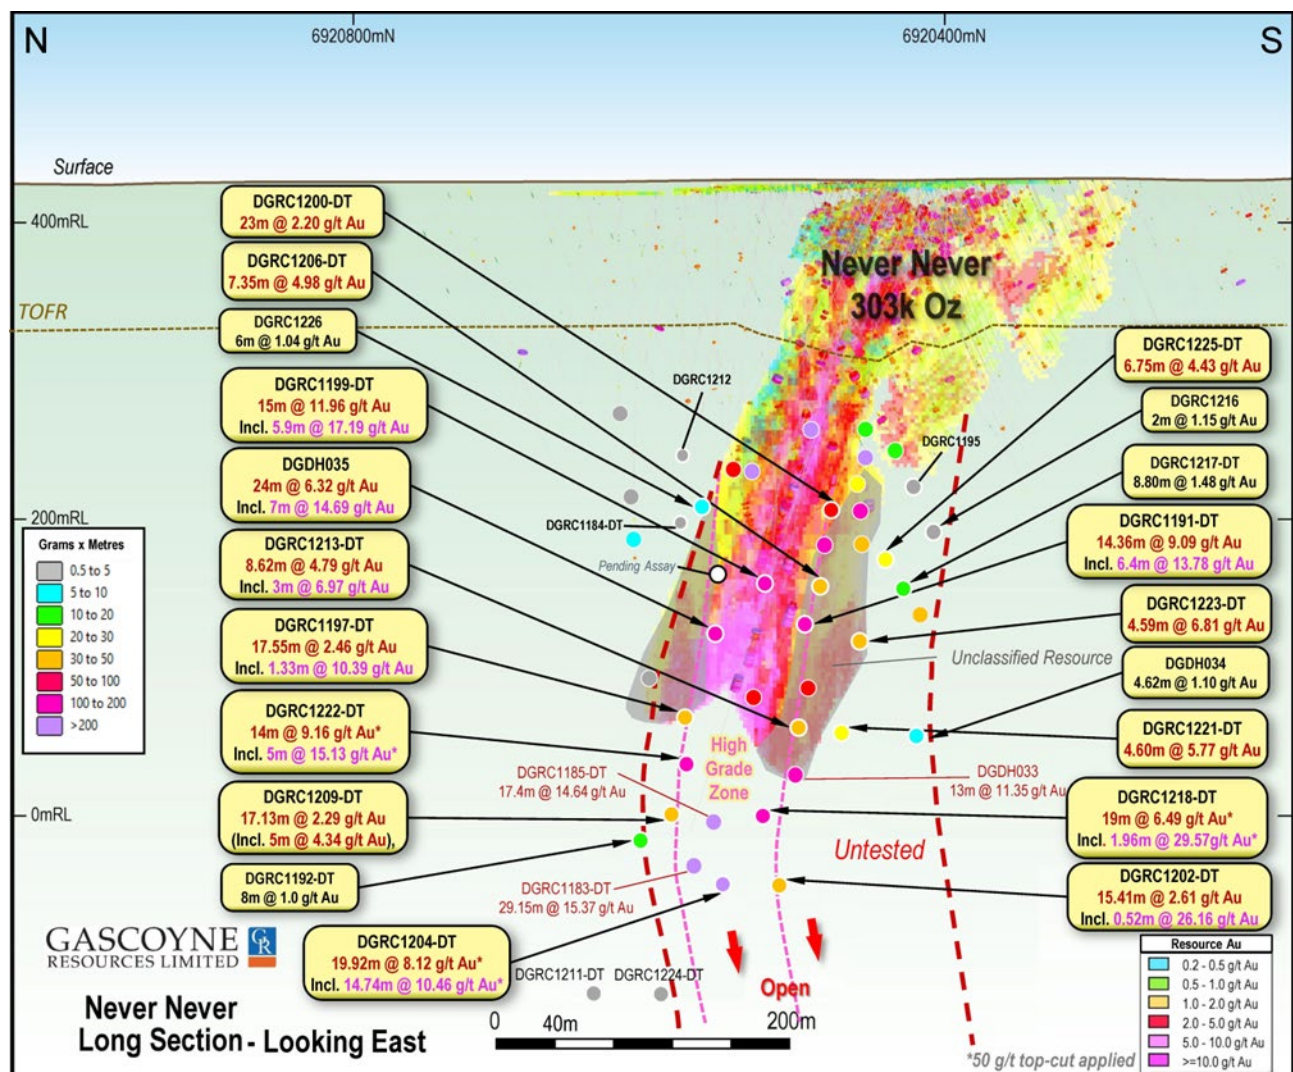 6920800mN
6920400mN
N
S
Surface
400mRL
TOFR
200mRL
0mRL
DGRC1200-DT
23m @ 2.20 g/t Au
DGRC1206-DT
7.35m @ 4.98 g/t Au
DGRC1226
6m @ 1.04 g/t Au
DGRC1199-DT
15m @ 11.96 g/t Au
Incl. 5.9m @ 17.19 g/t Au
DGDH035
24m @ 6.32 g/t Au
Incl. 7m @ 14.69 g/t Au
DGRC1213-DT
8.62m @ 4.79 g/t Au
Incl. 3m @ 6.97 g/t Au
DGRC1197-DT
17.55m @ 2.46 g/t Au
Incl. 1.33m @ 10.39 g/t Au
DGRC1222-DT
14m @ 9.16 g/t Au*
Incl. 5m @ 15.13 g/t Au*
DGRC1209-DT
17.13m @ 2.29 g/t Au
(Incl. 5m @ 4.34 g/t Au),
DGRC1192-DT
8m @ 1.0 g/t Au
DGRC1204-DT
19.92m @ 8.12 g/t Au*
Incl. 14.74m @ 10.46 g/t Au*
Grams x Metres
0.5 to 5
5 to 10
10 to 20
20 to 30
30 to 50
50 to 100
100 to 200
>200
Never Never
303k Oz
DGRC1212
DGRC1195
DGRC1184-DT
Pending Assay
Unclassified Resource
High
Grade
Zone
DGRC1185-DT
17.4m @ 14.64 g/t Au
DGDH033
13m @ 11.35 g/t Au
DGRC1183-DT
29.15m @ 15.37 g/t Au
Untested
DGRC1211-DT
DGRC1224-DT
Open
DGRC1225-DT
6.75m @ 4.43 g/t Au
DGRC1216
2m @ 1.15 g/t Au
DGRC1217-DT
8.80m @ 1.48 g/t Au
DGRC1191-DT
14.36m @ 9.09 g/t Au
Incl. 6.4m @ 13.78 g/t Au
DGRC1223-DT
4.59m @ 6.81 g/t Au
DGDH034
4.62m @ 1.10 g/t Au
DGRC1221-DT
4.60m @ 5.77 g/t Au
DGRC1218-DT
19m @ 6.49 g/t Au*
Incl. 1.96m @ 29.57g/t Au*
DGRC1202-DT
15.41m @ 2.61 g/t Au
Incl. 0.52m @ 26.16 g/t Au
GASCOYNE
RESOURCES LIMITED
GR
Never Never
Long Section - Looking East
0 40m 200m
*50 g/t top-cut applied
Resource Au
0.2 - 0.5 g/t Au
0.5 - 1.0 g/t Au
1.0 - 2.0 g/t Au
2.0 - 5.0 g/t Au
5.0 - 10.0 g/t Au
>=10.0 g/t Au